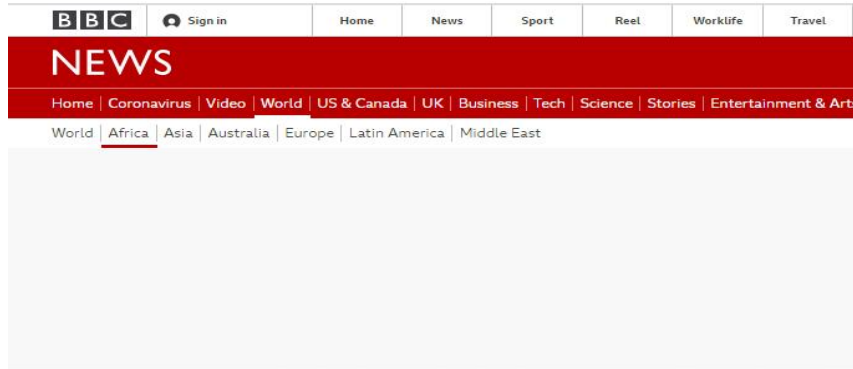 BBC Sign in Home News Sport Reel Worklife Travel
NEWS
Home Coronavirus Video World US & Canada UK Business Tech Science Stories Entertainment & Art
World Africa Asia Australia Europe Latin America Middle East